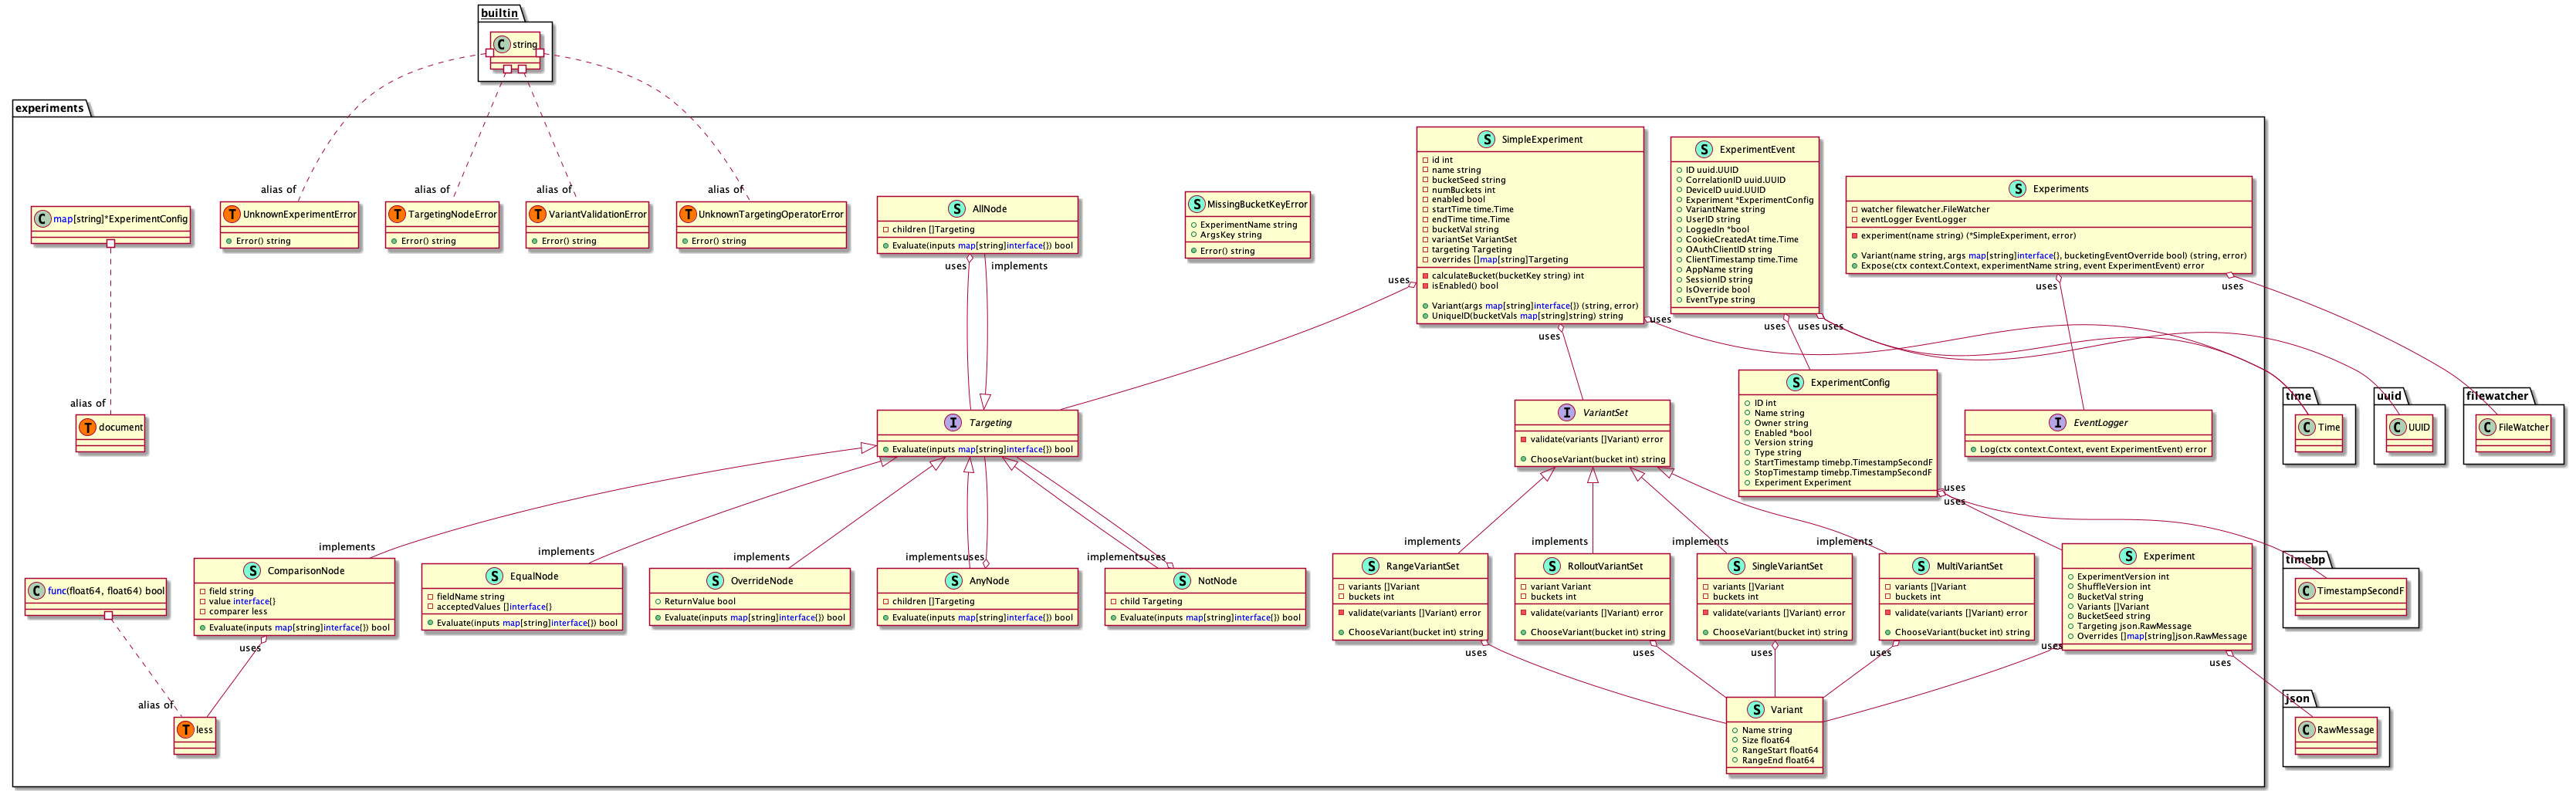 builtin
C string
experiments
alias of
alias of
alias of
alias of
C map[string]*ExperimentConfig
T UnknownExperimentError
Error() string
T TargetingNodeError
Error() string
T VariantValidationError
Error() string
T UnknownTargetingOperatorError
Error() string
S AllNode
children []Targeting
Evaluate(inputs map[string]interface{}) bool
uses
implements
S MissingBucketKeyError
ExperimentName string
ArgsKey string
Error() string
S SimpleExperiment
id int
name string
bucketSeed string
numBuckets int
enabled bool
startTime time.Time
endTime time.Time
bucketVal string
variantSet VariantSet
targeting Targeting
overrides []map[string]Targeting
calculateBucket(bucketKey string) int
isEnabled() bool
Variant(args map[string]interface{}) (string, error)
UniqueID(bucketVals map[string]string) string
uses
uses
uses
S ExperimentEvent
ID uuid.UUID
CorrelationID uuid.UUID
DeviceID uuid.UUID
Experiment *ExperimentConfig
VariantName string
UserID string
LoggedIn *bool
CookieCreatedAt time.Time
OAuthClientID string
ClientTimestamp time.Time
AppName string
SessionID string
IsOverride bool
EventType string
uses
uses
uses
S Experiments
watcher filewatcher.FileWatcher
eventLogger EventLogger
experiment(name string) (*SimpleExperiment, error)
Variant(name string, args map[string]interface{}, bucketingEventOverride bool) (string, error)
Expose(ctx context.Context, experimentName string, event ExperimentEvent) error
uses
uses
alias of
T document
I Targeting
Evaluate(inputs map[string]interface{}) bool
I VariantSet
validate(variants []Variant) error
ChooseVariant(bucket int) string
S ExperimentConfig
ID int
Name string
Owner string
Enabled *bool
Version string
Type string
StartTimestamp timebp.TimestampSecondF
StopTimestamp timebp.TimestampSecondF
Experiment Experiment
uses
uses
I EventLogger
Log(ctx context.Context, event ExperimentEvent) error
time
C Time
uuid
C UUID
filewatcher
C FileWatcher
implements
implements
implements
implements
uses
implements
uses
implements
implements
implements
implements
C func(float64, float64) bool
S ComparisonNode
field string
value interface{}
comparer less
Evaluate(inputs map[string]interface{}) bool
uses
S EqualNode
fieldName string
acceptedValues []interface{}
Evaluate(inputs map[string]interface{}) bool
S OverrideNode
ReturnValue bool
Evaluate(inputs map[string]interface{}) bool
S AnyNode
children []Targeting
Evaluate(inputs map[string]interface{}) bool
S NotNode
child Targeting
Evaluate(inputs map[string]interface{}) bool
S RangeVariantSet
variants []Variant
buckets int
validate(variants []Variant) error
ChooseVariant(bucket int) string
uses
S RolloutVariantSet
variant Variant
buckets int
validate(variants []Variant) error
ChooseVariant(bucket int) string
uses
S SingleVariantSet
variants []Variant
buckets int
validate(variants []Variant) error
ChooseVariant(bucket int) string
uses
S MultiVariantSet
variants []Variant
buckets int
validate(variants []Variant) error
ChooseVariant(bucket int) string
uses
S Experiment
ExperimentVersion int
ShuffleVersion int
BucketVal string
Variants []Variant
BucketSeed string
Targeting json.RawMessage
Overrides []map[string]json.RawMessage
uses
uses
timebp
C TimestampSecondF
alias of
T less
S Variant
Name string
Size float64
RangeStart float64
RangeEnd float64
json
C RawMessage